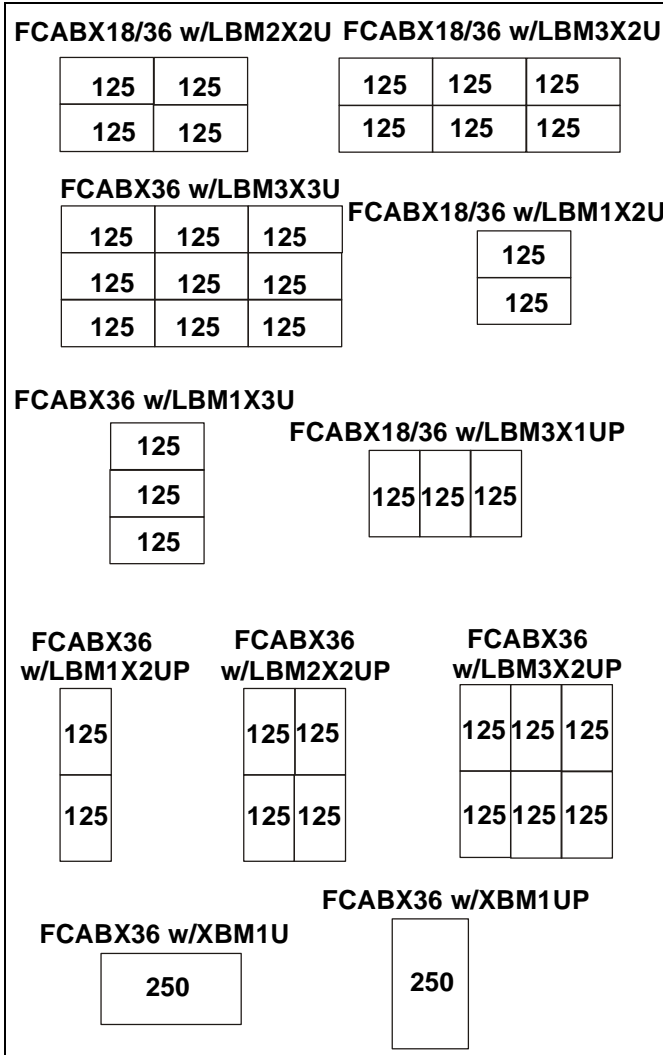 FCABX18/36 w/LBM2X2U
125 125
125 125
FCABX18/36 w/LBM3X2U
125 125 125
125 125 125
FCABX36 w/LBM3X3U
125 125 125
125 125 125
125 125 125
FCABX18/36 w/LBM1X2U
125
125
FCABX36 w/LBM1X3U
125
125
125
FCABX18/36 w/LBM3X1UP
125 125 125
FCABX36
w/LBM1X2UP
125
125
FCABX36
w/LBM2X2UP
125 125
125 125
FCABX36
w/LBM3X2UP
125 125 125
125 125 125
FCABX36 w/XBM1U
250
FCABX36 w/XBM1UP
250